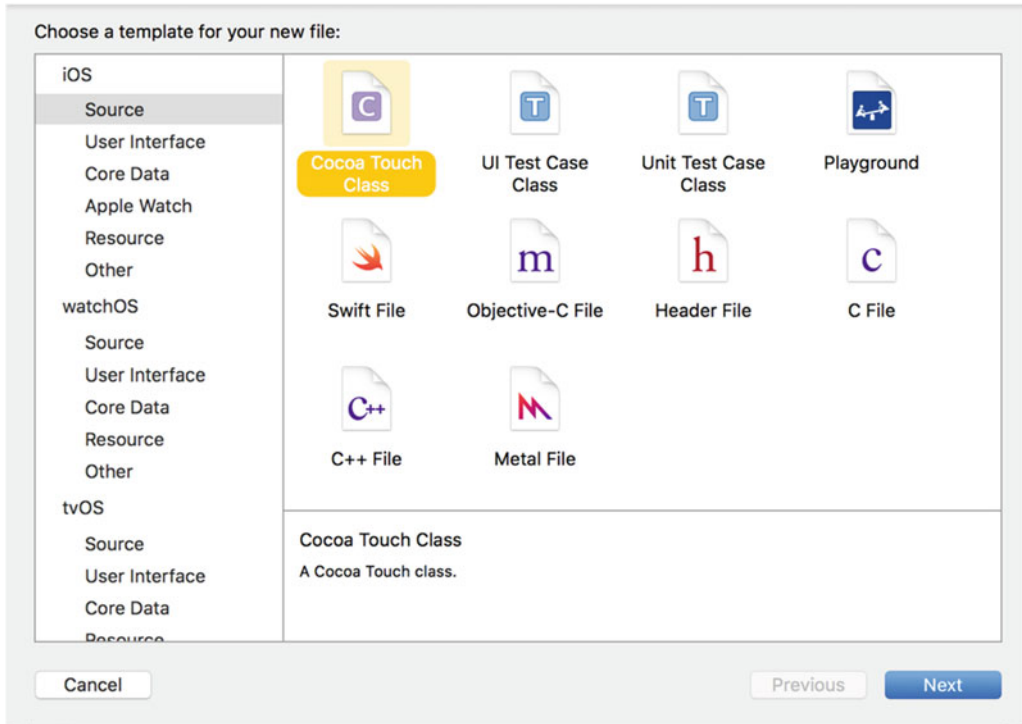 Choose a template for your new file:
iOS
Source
User Interface
Core Data
Apple Watch
Resource
Other
watchOS
Source
User Interface
Core Data
Resource
Other
tvOS
Source
User Interface
Core Data
Resource
C
T
T
Cocoa Touch
Class
UI Test Case
Class
Unit Test Case
Class
Playground
m
h
c
Swift File
Objective-C File
Header File
C File
C++
C++ File
Metal File
Cocoa Touch Class
A Cocoa Touch class.
Cancel
Previous
Next